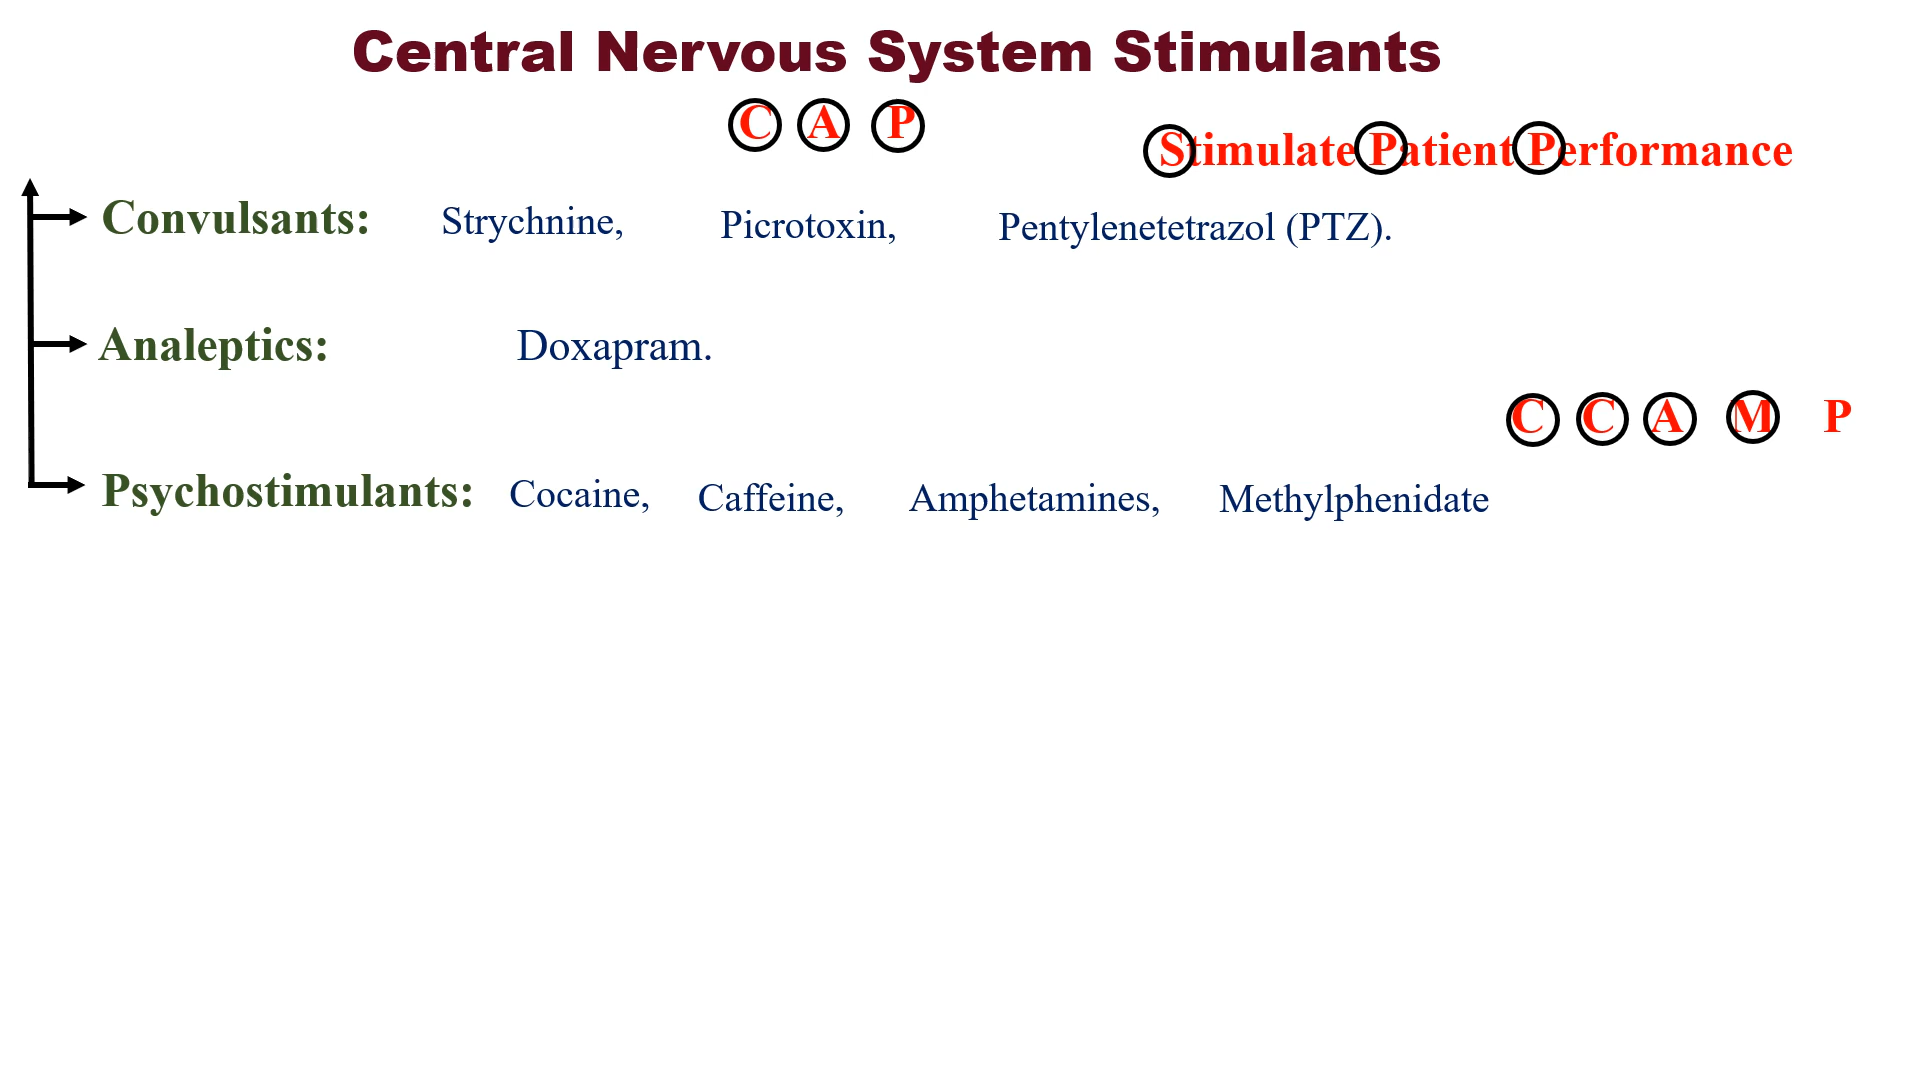 Central Nervous System Stimulants
C A P
Stimulate Patient Performance
Convulsants: Strychnine, Picrotoxin, Pentylenetetrazol (PTZ).
Analeptics: Doxapram.
C C A M P
Psychostimulants: Cocaine, Caffeine, Amphetamines, Methylphenidate